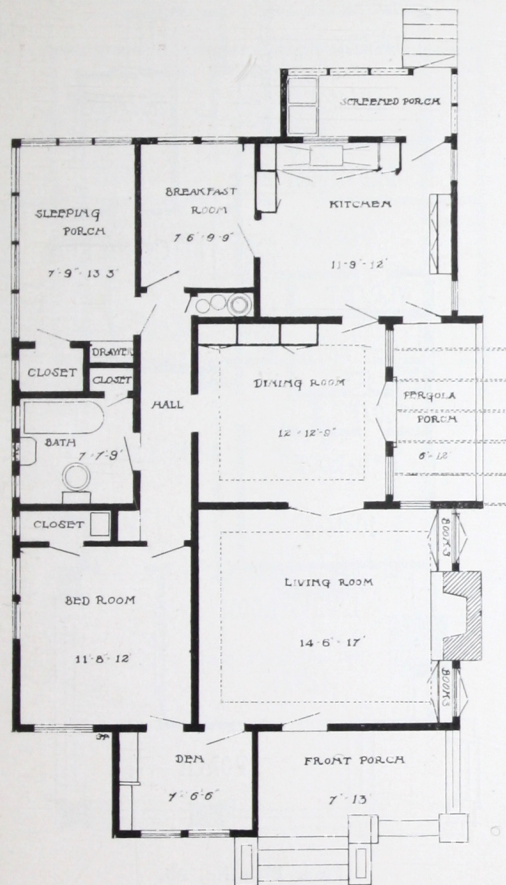 SCREENED PORCH
BREAKFAST
ROOM
7'6"-9'9"
KITCHEN
11'-9"-12'
SLEEPING
PORCH
7'-9"-13'3"
DRAWER
CLOSET
CLOSET
HALL
DINING ROOM
12'-12'-9"
PERGOLA
PORCH
6'-12'
BATH
7'-7'-9"
CLOSET
BOOKS
LIVING ROOM
14'-6"-17'
BED ROOM
11'-8"-12'
BOOKS
DEN
7'-6'6"
FRONT PORCH
7'-13'